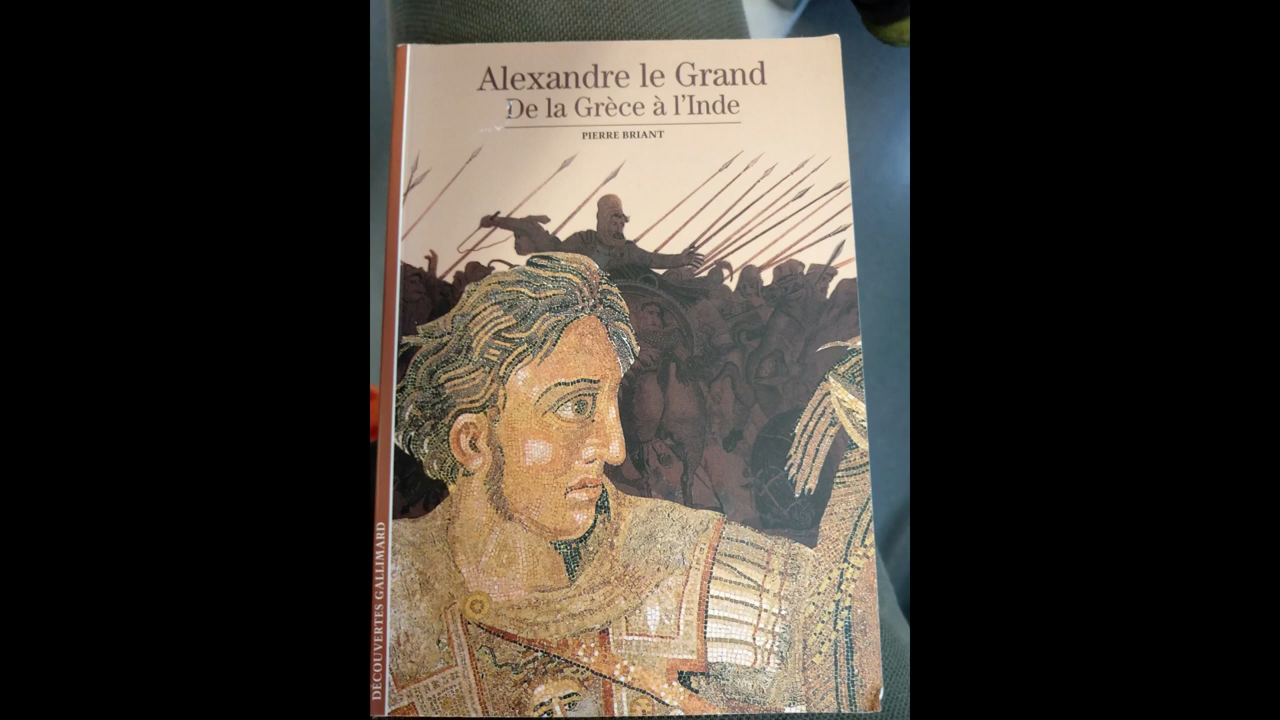 Alexandre le Grand
De la Grèce à l'Inde
PIERRE BRIANT
DÉCOUVERTES GALLIMARD